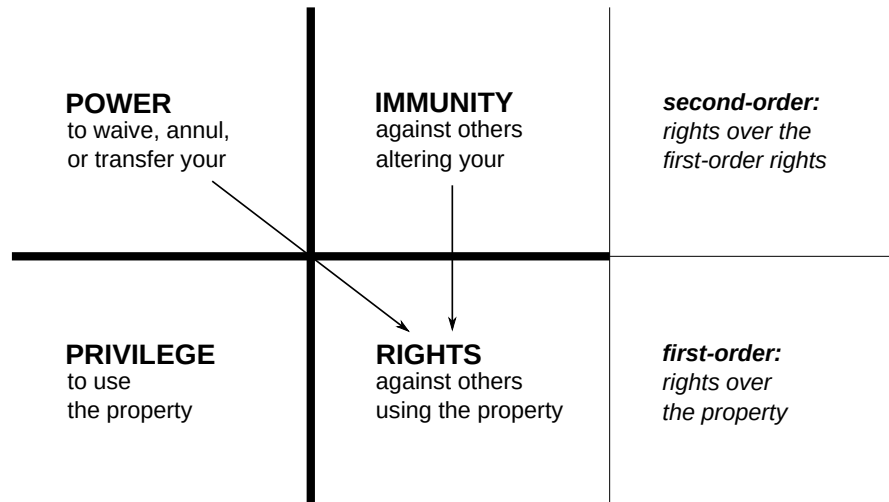 POWER
to waive, annul,
or transfer your
IMMUNITY
against others
altering your
second-order:
rights over the
first-order rights
PRIVILEGE
to use
the property
RIGHTS
against others
using the property
first-order:
rights over
the property